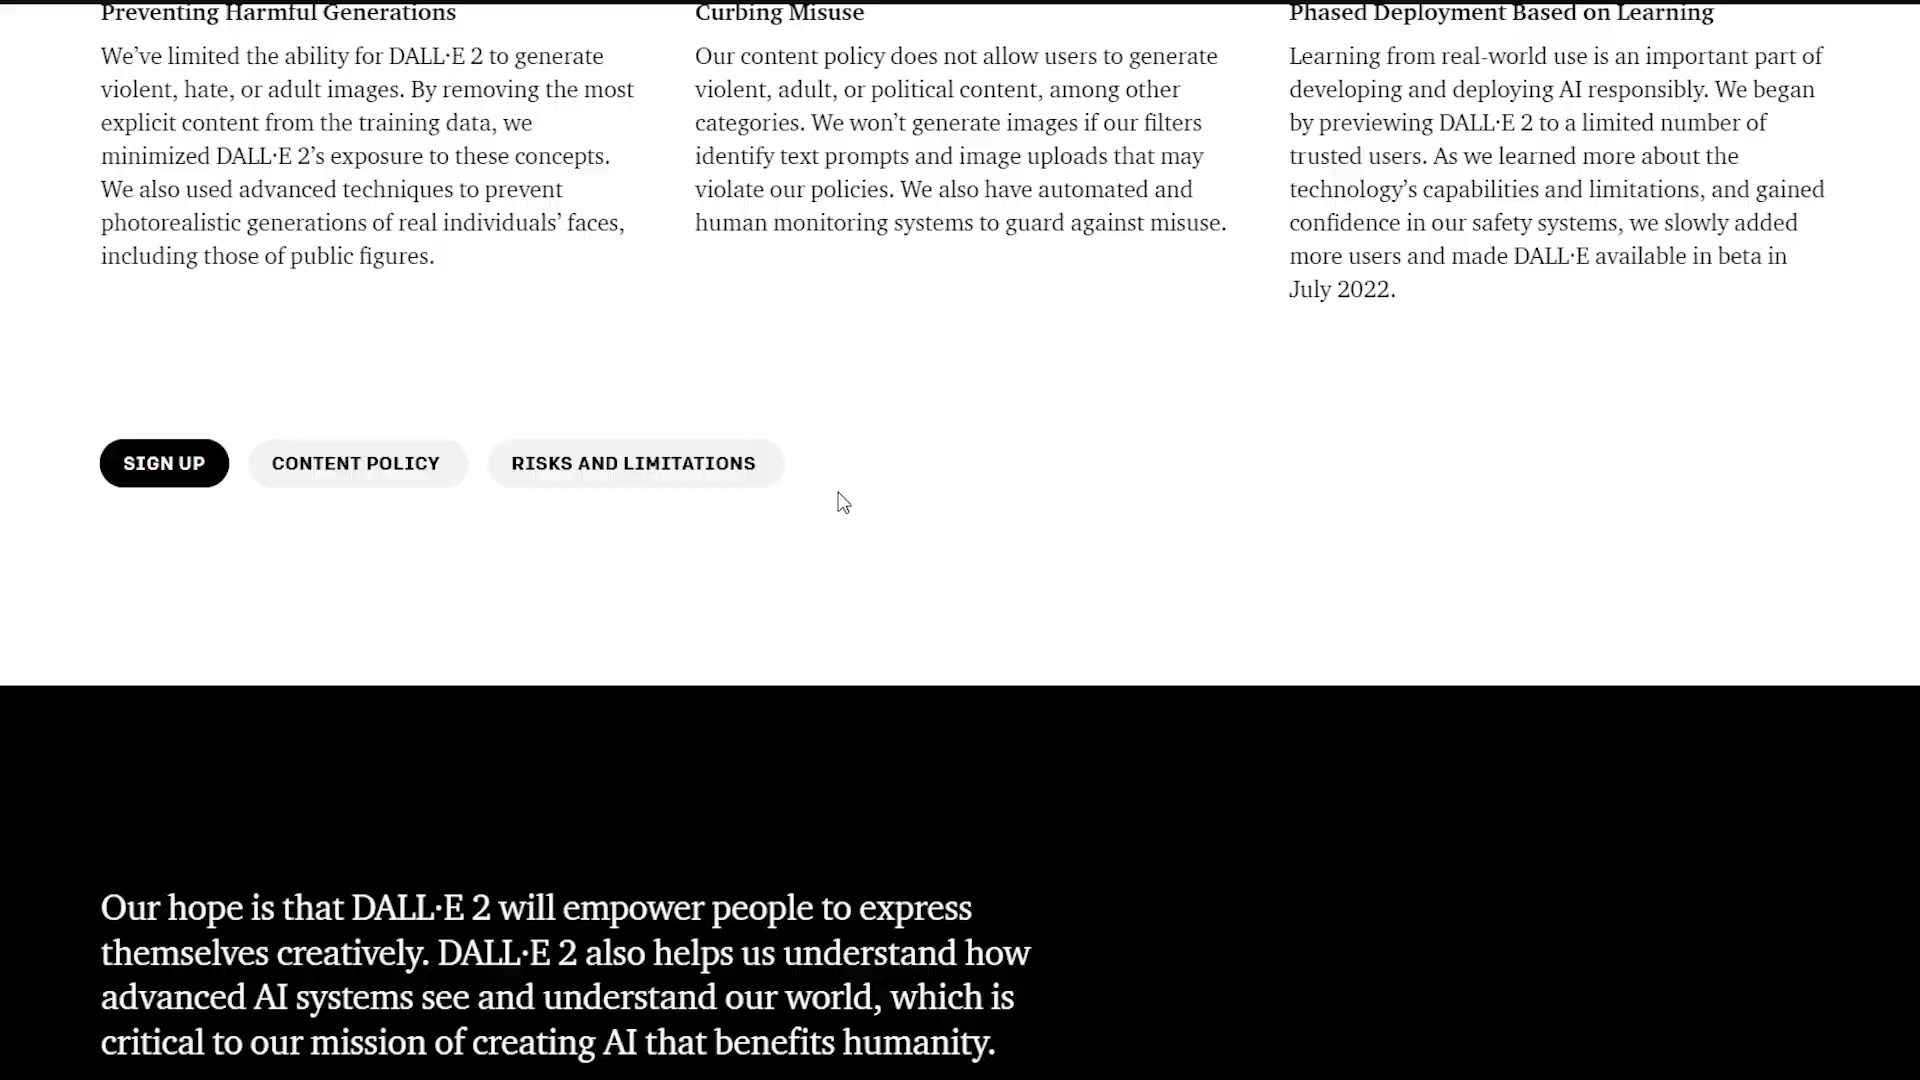 Preventing Harmful Generations
We’ve limited the ability for DALL·E 2 to generate
violent, hate, or adult images. By removing the most
explicit content from the training data, we
minimized DALL·E 2’s exposure to these concepts.
We also used advanced techniques to prevent
photorealistic generations of real individuals’ faces,
including those of public figures.
Curbing Misuse
Our content policy does not allow users to generate
violent, adult, or political content, among other
categories. We won’t generate images if our filters
identify text prompts and image uploads that may
violate our policies. We also have automated and
human monitoring systems to guard against misuse.
Phased Deployment Based on Learning
Learning from real-world use is an important part of
developing and deploying AI responsibly. We began
by previewing DALL·E 2 to a limited number of
trusted users. As we learned more about the
technology’s capabilities and limitations, and gained
confidence in our safety systems, we slowly added
more users and made DALL·E available in beta in
July 2022.
SIGN UP
CONTENT POLICY
RISKS AND LIMITATIONS
Our hope is that DALL·E 2 will empower people to express
themselves creatively. DALL·E 2 also helps us understand how
advanced AI systems see and understand our world, which is
critical to our mission of creating AI that benefits humanity.